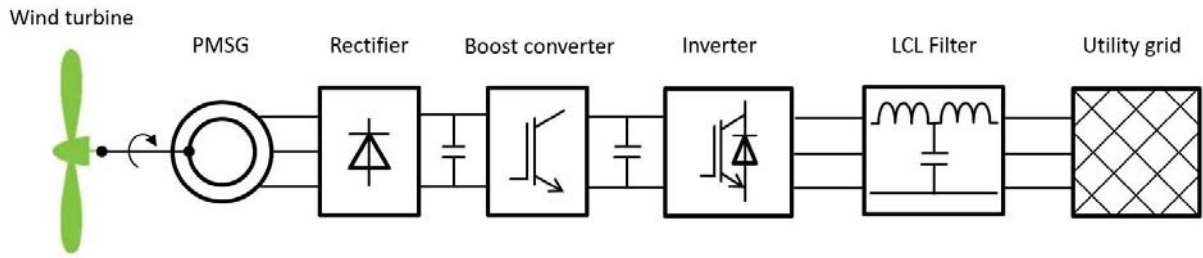 Wind turbine
PMSG
Rectifier
Boost converter
Inverter
LCL Filter
Utility grid